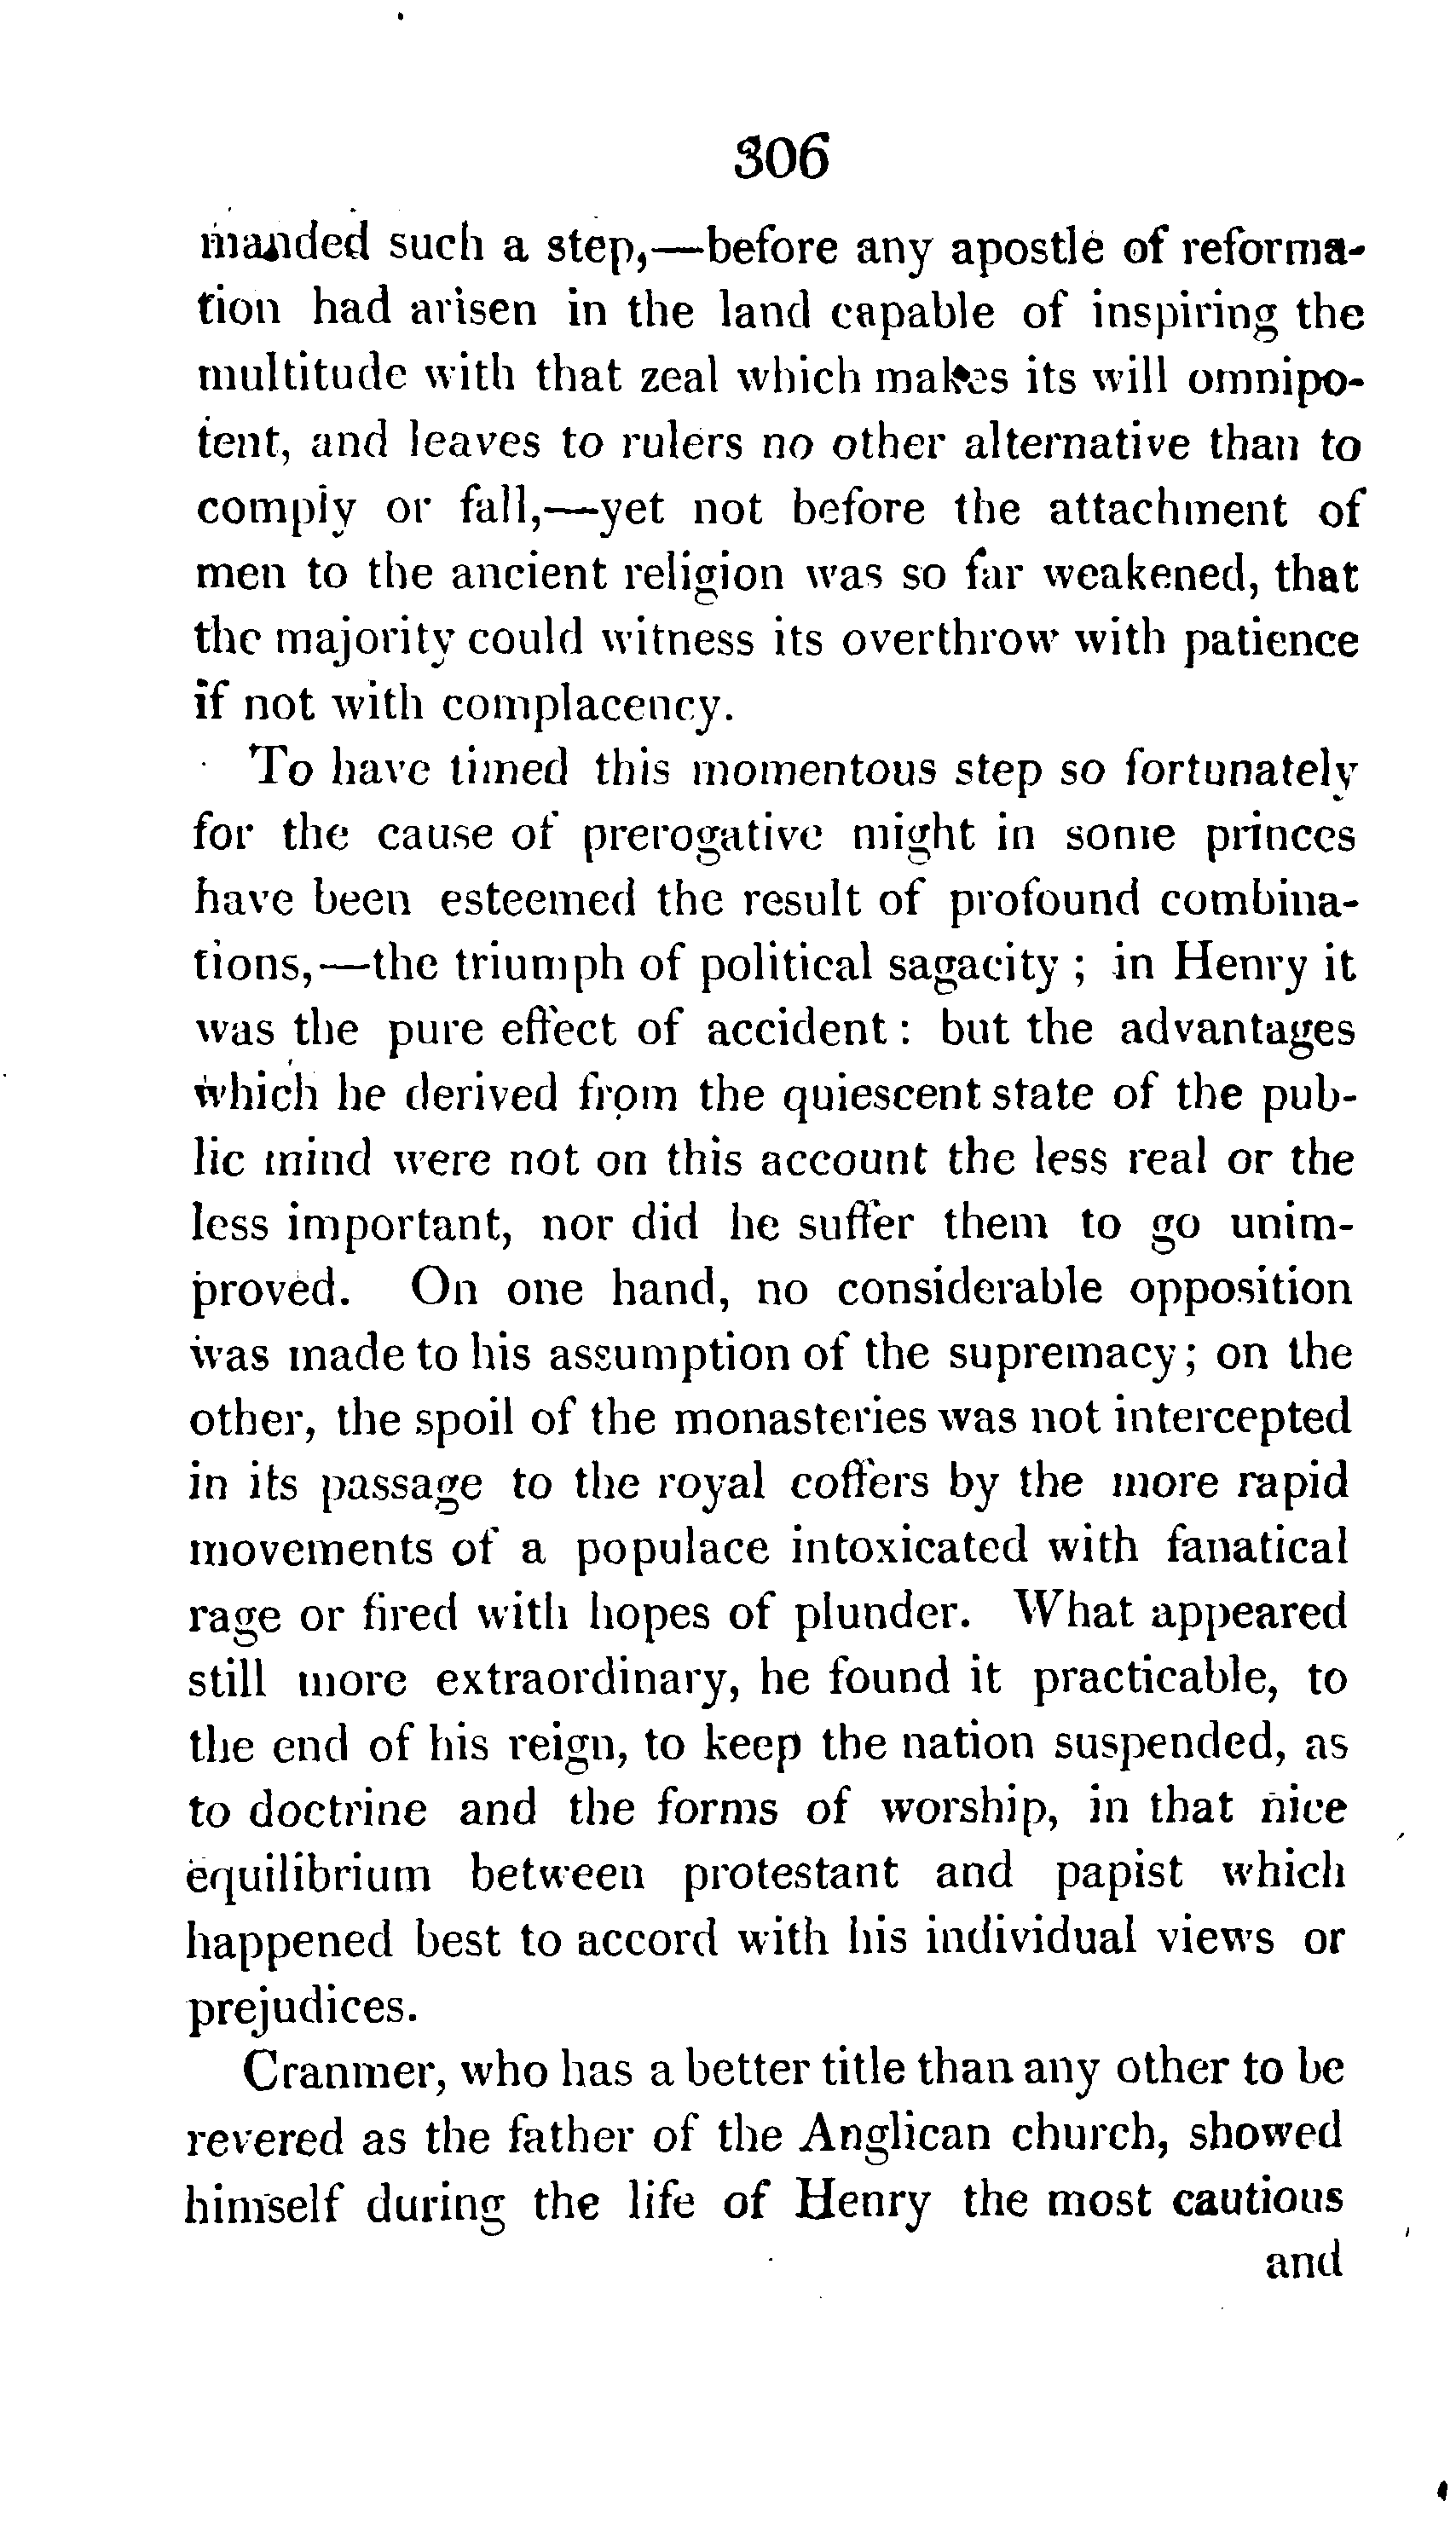 306
manded such a step,—before any apostle of reforma-
tion had arisen in the land capable of inspiring the
multitude with that zeal which makes its will omnipo-
tent, and leaves to rulers no other alternative than to
comply or fall,—yet not before the attachment of
men to the ancient religion was so far weakened, that
the majority could witness its overthrow with patience
if not with complacency.
To have timed this momentous step so fortunately
for the cause of prerogative might in some princes
have been esteemed the result of profound combina-
tions,—the triumph of political sagacity ; in Henry it
was the pure effect of accident : but the advantages
which he derived from the quiescent state of the pub-
lic mind were not on this account the less real or the
less important, nor did he suffer them to go unim-
proved. On one hand, no considerable opposition
was made to his assumption of the supremacy; on the
other, the spoil of the monasteries was not intercepted
in its passage to the royal coffers by the more rapid
movements of a populace intoxicated with fanatical
rage or fired with hopes of plunder. What appeared
still more extraordinary, he found it practicable, to
the end of his reign, to keep the nation suspended, as
to doctrine and the forms of worship, in that nice
equilibrium between protestant and papist which
happened best to accord with his individual views or
prejudices.
Cranmer, who has a better title than any other to be
revered as the father of the Anglican church, showed
himself during the life of Henry the most cautious
and